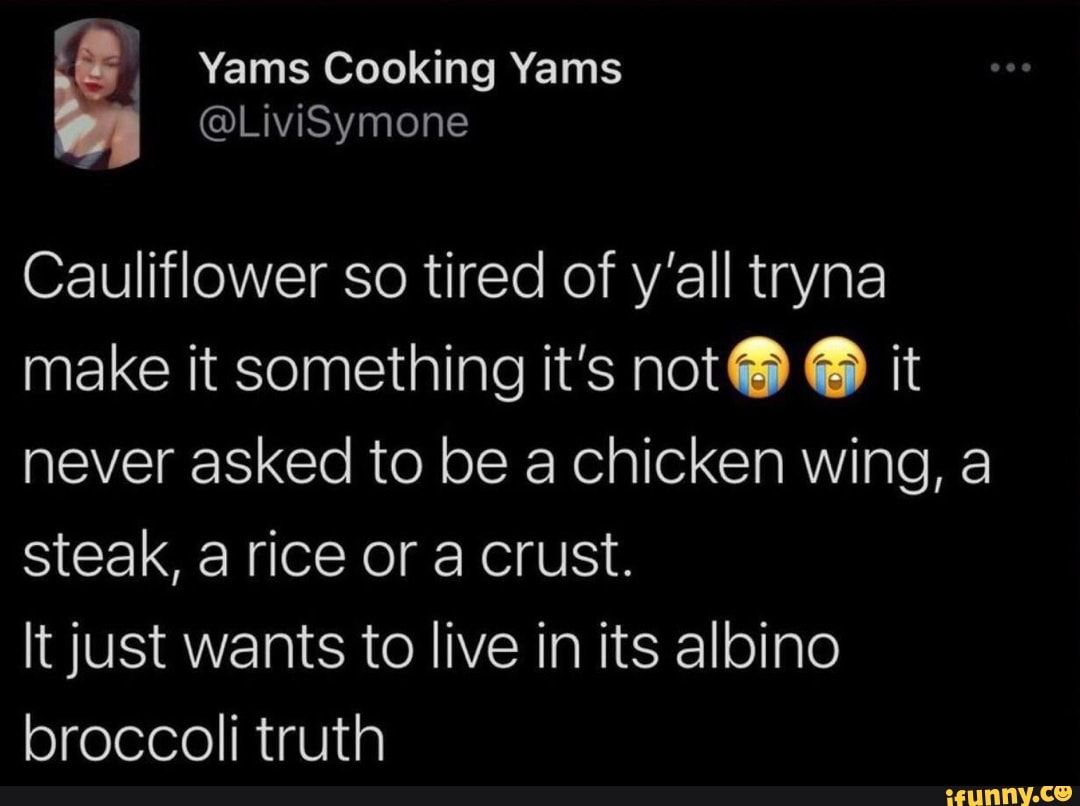 Yams Cooking Yams
@LiviSymone
Cauliflower so tired of y'all tryna
make it something it's not😭😭 it
never asked to be a chicken wing, a
steak, a rice or a crust.
It just wants to live in its albino
broccoli truth
ifunny.co